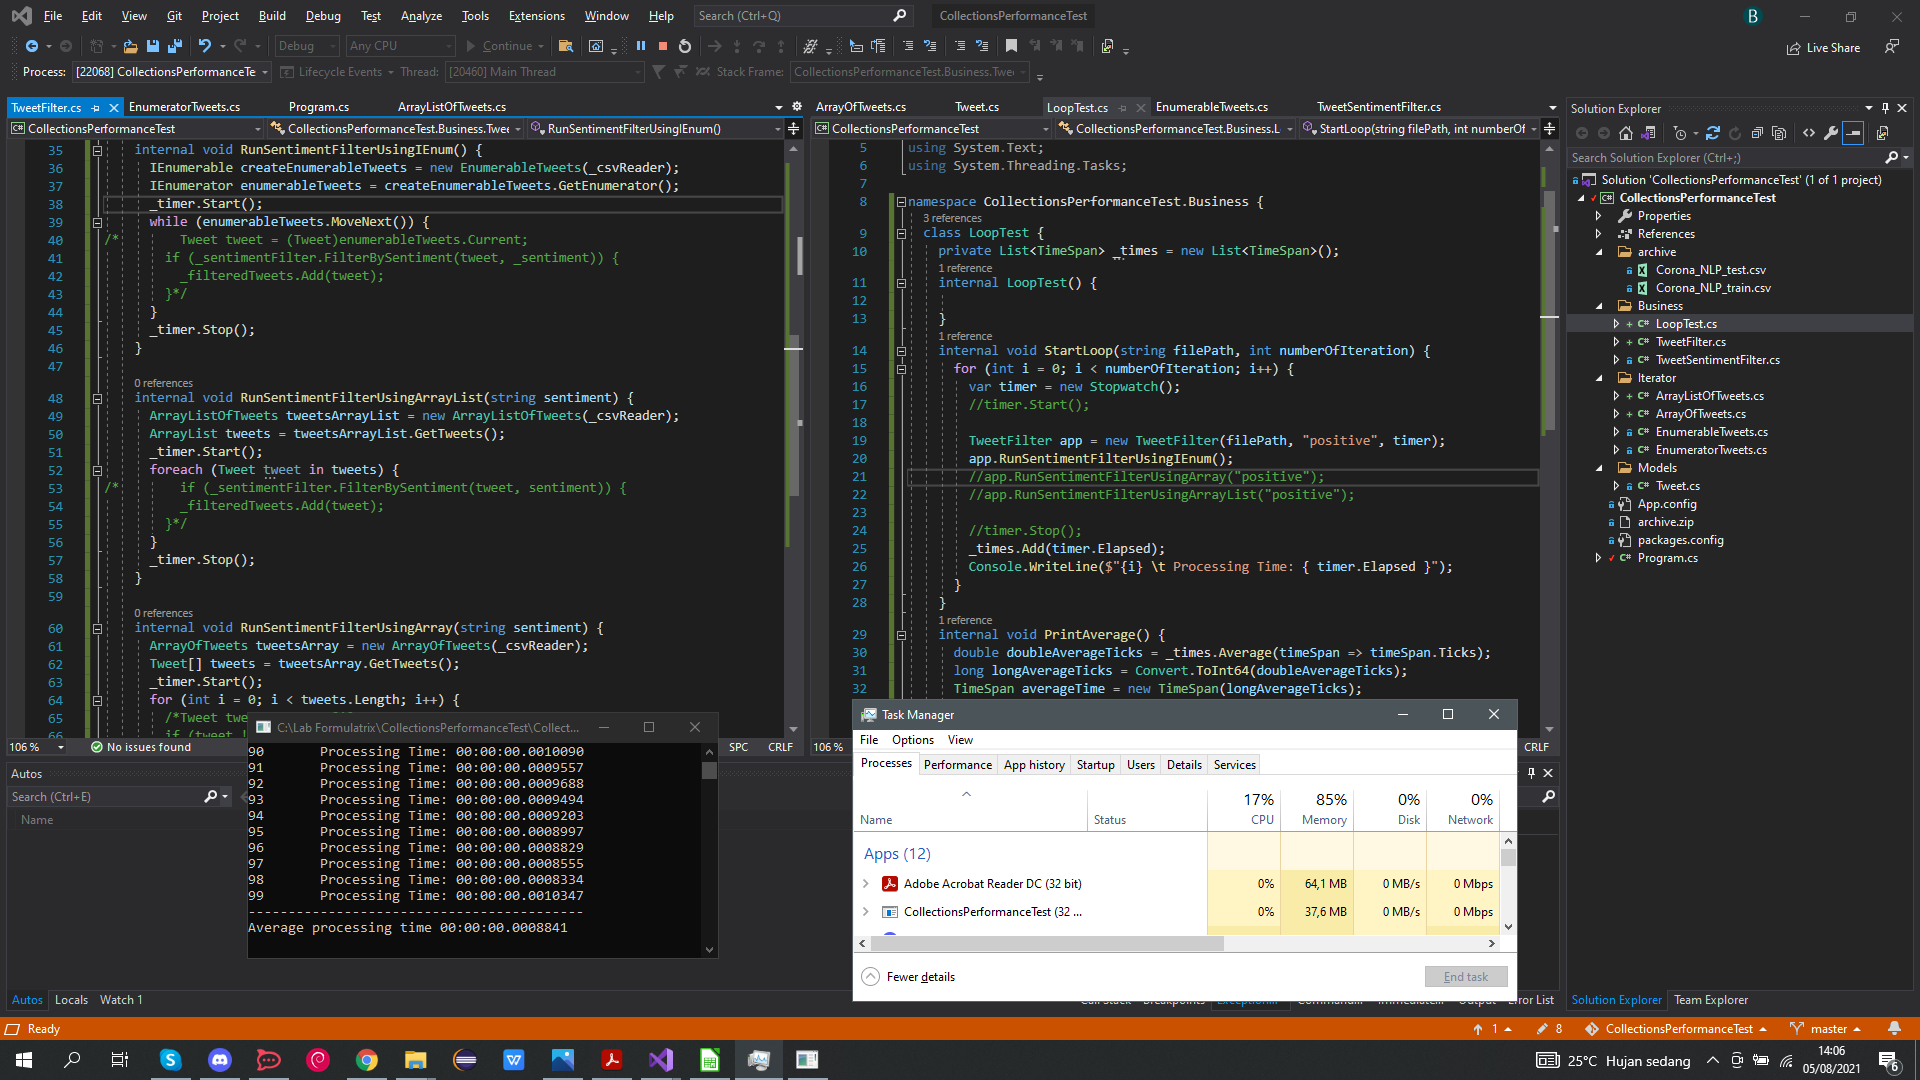 File Edit View Git Project Build Debug Test Analyze Tools Extensions Window Help Search (Ctrl+Q) CollectionsPerformanceTest B
Debug Any CPU Continue Live Share
Process: [22068] CollectionsPerformanceTe Lifecycle Events Thread: [20460] Main Thread Stack Frame: CollectionsPerformanceTest.Business.Twe
TweetFilter.cs EnumeratorTweets.cs Program.cs ArrayListOfTweets.cs
CollectionsPerformanceTest CollectionsPerformanceTest.Business.Twee RunSentimentFilterUsingIEnum()
35 internal void RunSentimentFilterUsingIEnum() {
36 IEnumerable createEnumerableTweets = new EnumerableTweets(_csvReader);
37 IEnumerator enumerableTweets = createEnumerableTweets.GetEnumerator();
38 _timer.Start();
39 while (enumerableTweets.MoveNext()) {
40 /* Tweet tweet = (Tweet)enumerableTweets.Current;
41 if (_sentimentFilter.FilterBySentiment(tweet, _sentiment)) {
42 _filteredTweets.Add(tweet);
43 }*/
44 }
45 _timer.Stop();
46 }
47
0 references
48 internal void RunSentimentFilterUsingArrayList(string sentiment) {
49 ArrayListOfTweets tweetsArrayList = new ArrayListOfTweets(_csvReader);
50 ArrayList tweets = tweetsArrayList.GetTweets();
51 _timer.Start();
52 foreach (Tweet tweet in tweets) {
53 /* if (_sentimentFilter.FilterBySentiment(tweet, sentiment)) {
54 _filteredTweets.Add(tweet);
55 }*/
56 }
57 _timer.Stop();
58 }
59
0 references
60 internal void RunSentimentFilterUsingArray(string sentiment) {
61 ArrayOfTweets tweetsArray = new ArrayOfTweets(_csvReader);
62 Tweet[] tweets = tweetsArray.GetTweets();
63 _timer.Start();
64 for (int i = 0; i < tweets.Length; i++) {
65 /*Tweet twe
66 if (tweet !
106 % No issues found SPC CRLF
ArrayOfTweets.cs Tweet.cs LoopTest.cs EnumerableTweets.cs TweetSentimentFilter.cs
CollectionsPerformanceTest CollectionsPerformanceTest.Business.L StartLoop(string filePath, int numberOf
5 using System.Text;
6 using System.Threading.Tasks;
7
8 namespace CollectionsPerformanceTest.Business {
3 references
9 class LoopTest {
10 private List<TimeSpan> _times = new List<TimeSpan>();
1 reference
11 internal LoopTest() {
12
13 }
1 reference
14 internal void StartLoop(string filePath, int numberOfIteration) {
15 for (int i = 0; i < numberOfIteration; i++) {
16 var timer = new Stopwatch();
17 //timer.Start();
18
19 TweetFilter app = new TweetFilter(filePath, "positive", timer);
20 app.RunSentimentFilterUsingIEnum();
21 //app.RunSentimentFilterUsingArray("positive");
22 //app.RunSentimentFilterUsingArrayList("positive");
23
24 //timer.Stop();
25 _times.Add(timer.Elapsed);
26 Console.WriteLine($"{i} \t Processing Time: { timer.Elapsed }");
27 }
28 }
1 reference
29 internal void PrintAverage() {
30 double doubleAverageTicks = _times.Average(timeSpan => timeSpan.Ticks);
31 long longAverageTicks = Convert.ToInt64(doubleAverageTicks);
32 TimeSpan averageTime = new TimeSpan(longAverageTicks);
106 % CRLF
Solution Explorer
Search Solution Explorer (Ctrl+;)
Solution 'CollectionsPerformanceTest' (1 of 1 project)
CollectionsPerformanceTest
Properties
References
archive
Corona_NLP_test.csv
Corona_NLP_train.csv
Business
LoopTest.cs
TweetFilter.cs
TweetSentimentFilter.cs
Iterator
ArrayListOfTweets.cs
ArrayOfTweets.cs
EnumerableTweets.cs
EnumeratorTweets.cs
Models
Tweet.cs
App.config
archive.zip
packages.config
Program.cs
Solution Explorer Team Explorer
Autos
Search (Ctrl+E)
Name
Autos Locals Watch 1
C:\Lab Formulatrix\CollectionsPerformanceTest\Collect...
90 Processing Time: 00:00:00.0010090
91 Processing Time: 00:00:00.0009557
92 Processing Time: 00:00:00.0009688
93 Processing Time: 00:00:00.0009494
94 Processing Time: 00:00:00.0009203
95 Processing Time: 00:00:00.0008997
96 Processing Time: 00:00:00.0008829
97 Processing Time: 00:00:00.0008555
98 Processing Time: 00:00:00.0008334
99 Processing Time: 00:00:00.0010347
------------------------------------------
Average processing time 00:00:00.0008841
Task Manager
File Options View
Processes Performance App history Startup Users Details Services
17% 85% 0% 0%
Name Status CPU Memory Disk Network
Apps (12)
Adobe Acrobat Reader DC (32 bit) 0% 64,1 MB 0 MB/s 0 Mbps
CollectionsPerformanceTest (32 ... 0% 37,6 MB 0 MB/s 0 Mbps
Fewer details End task
Error List
Ready 1 8 CollectionsPerformanceTest master
25°C Hujan sedang 14:06
05/08/2021
6